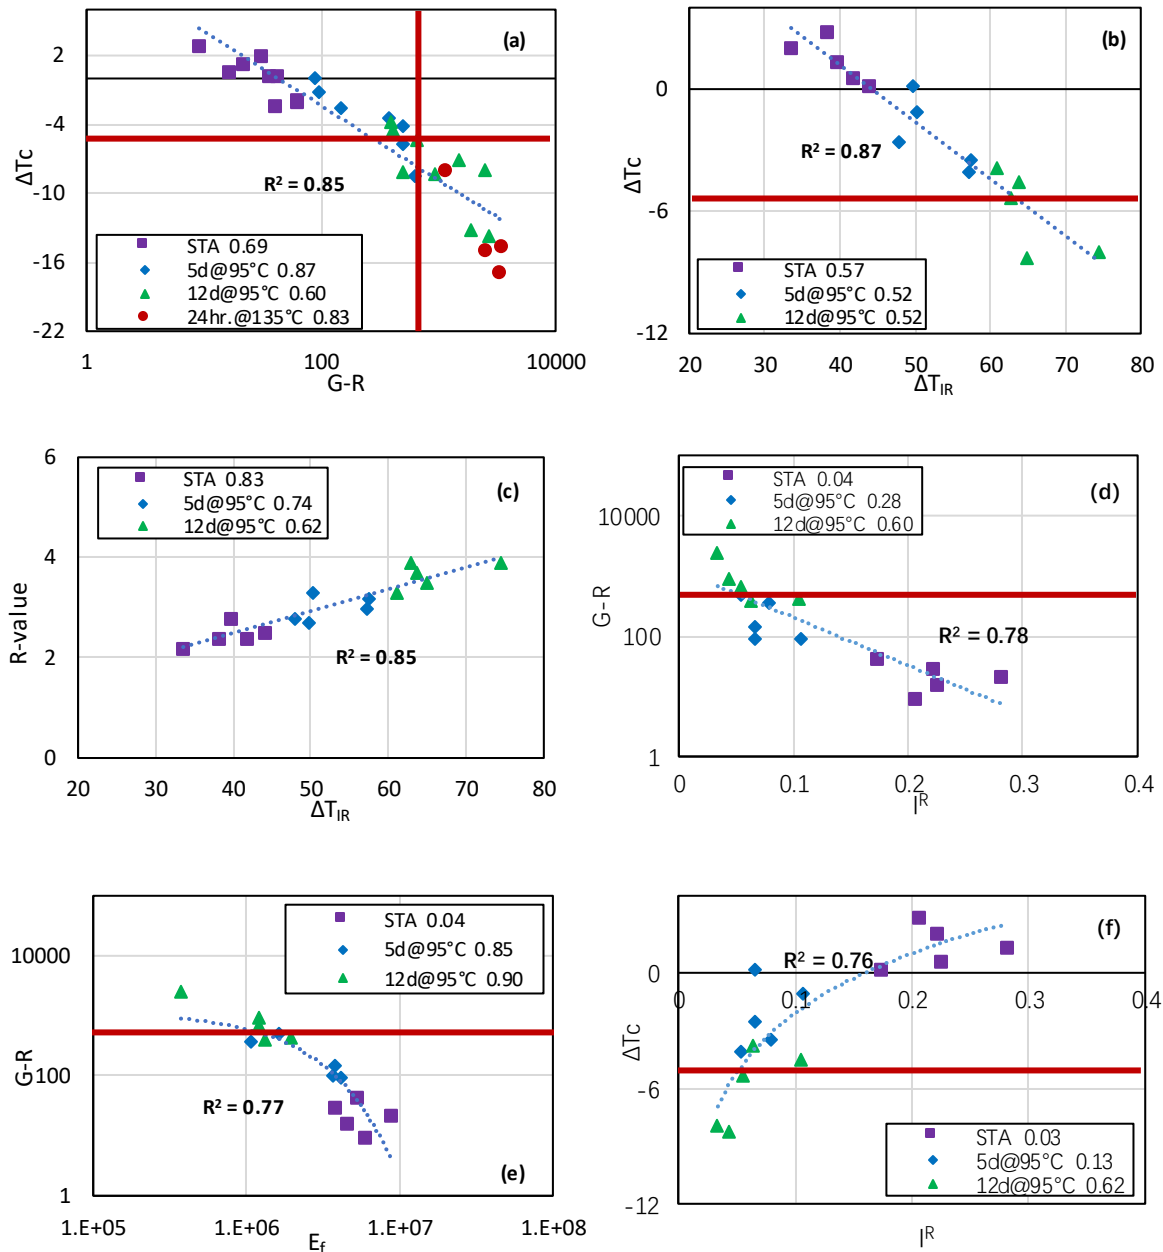 (a)
2
-4
-10
-16
-22
ΔTc
R² = 0.85
STA 0.69
5d@95°C 0.87
12d@95°C 0.60
24hr.@135°C 0.83
1 100 10000
G-R
(b)
0
-6
-12
ΔTc
R² = 0.87
STA 0.57
5d@95°C 0.52
12d@95°C 0.52
20 30 40 50 60 70 80
ΔT_IR
(c)
6
4
2
0
R-value
STA 0.83
5d@95°C 0.74
12d@95°C 0.62
R² = 0.85
20 30 40 50 60 70 80
ΔT_IR
(d)
10000
100
1
G-R
STA 0.04
5d@95°C 0.28
12d@95°C 0.60
R² = 0.78
0 0.1 0.2 0.3 0.4
I^R
(e)
10000
100
1
G-R
STA 0.04
5d@95°C 0.85
12d@95°C 0.90
R² = 0.77
1.E+05 1.E+06 1.E+07 1.E+08
E_f
(f)
0
-6
-12
ΔTc
R² = 0.76
0 0.1 0.2 0.3 0.4
STA 0.03
5d@95°C 0.13
12d@95°C 0.62
I^R